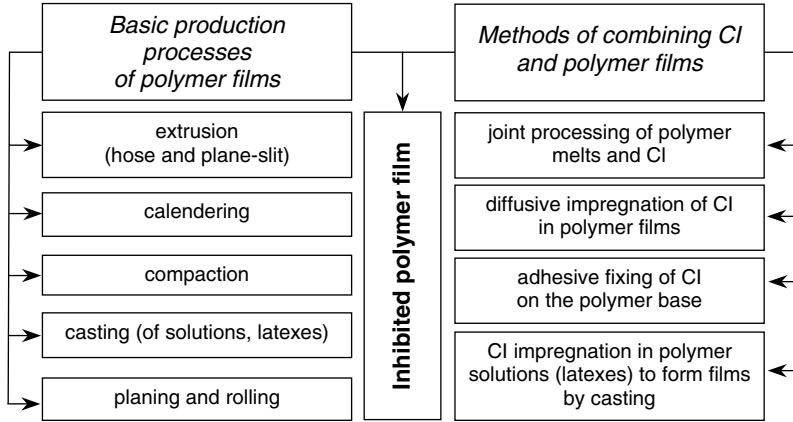 Basic production
processes
of polymer films
extrusion
(hose and plane-slit)
calendering
compaction
casting (of solutions, latexes)
planing and rolling
Inhibited polymer film
Methods of combining CI
and polymer films
joint processing of polymer
melts and CI
diffusive impregnation of CI
in polymer films
adhesive fixing of CI
on the polymer base
CI impregnation in polymer
solutions (latexes) to form films
by casting